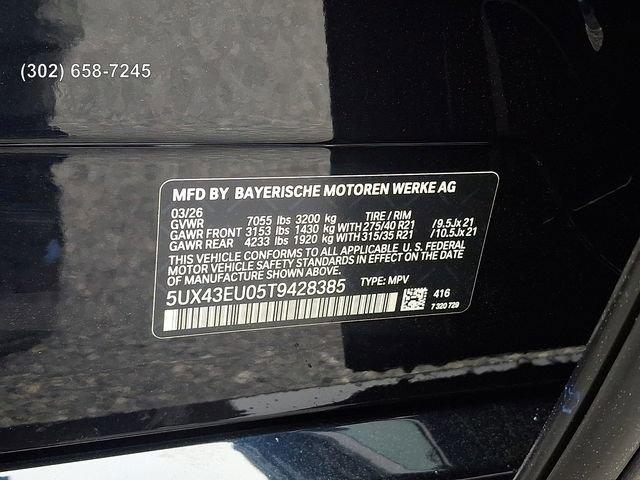 (302) 658-7245
MFD BY BAYERISCHE MOTOREN WERKE AG
03/26
GVWR 7055 lbs 3200 kg TIRE / RIM
GAWR FRONT 3153 lbs 1430 kg WITH 275/40 R21 /9.5Jx21
GAWR REAR 4233 lbs 1920 kg WITH 315/35 R21 /10.5Jx21
THIS VEHICLE CONFORMS TO ALL APPLICABLE U. S. FEDERAL
MOTOR VEHICLE SAFETY STANDARDS IN EFFECT ON THE DATE
OF MANUFACTURE SHOWN ABOVE.
5UX43EU05T9428385 TYPE: MPV
416
7 320 729